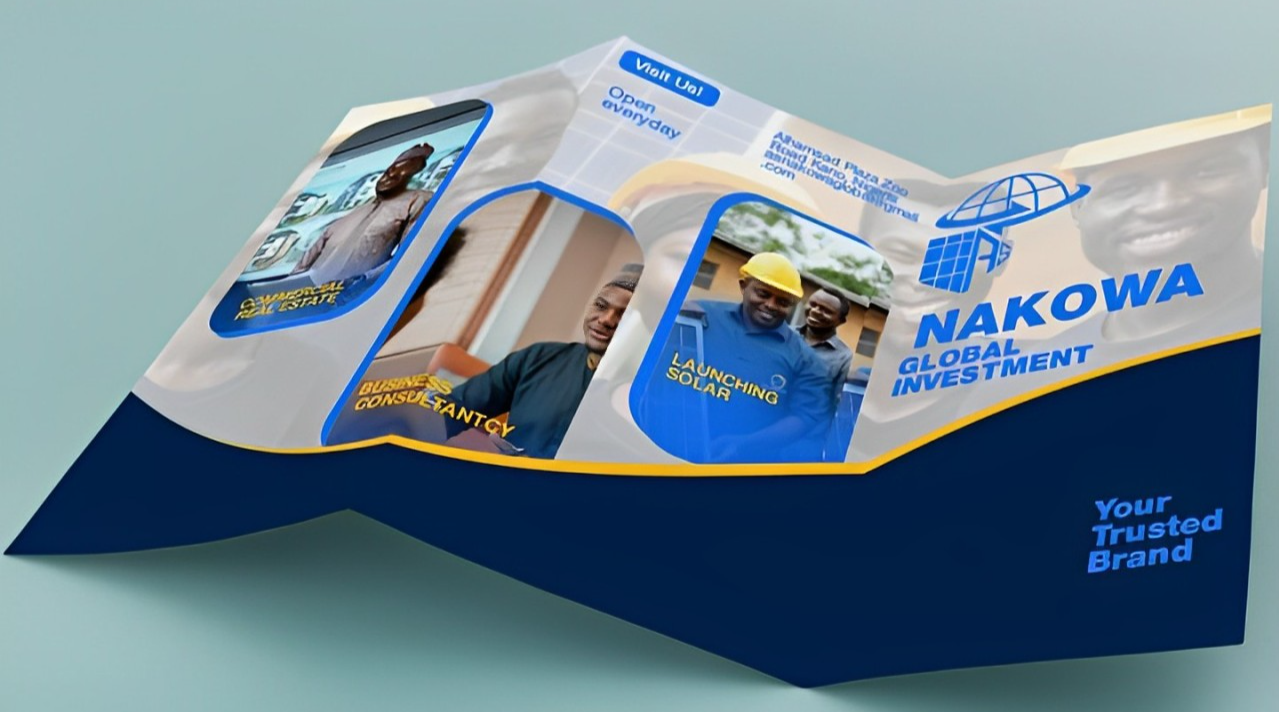 Visit Us!
Open
everyday
Alhamsad Plaza Zoo
Road Kano, Nigeria
.com
COMMERCIAL
REAL ESTATE
BUSINESS
CONSULTANTCY
LAUNCHING
SOLAR
NAKOWA
GLOBAL
INVESTMENT
Your
Trusted
Brand